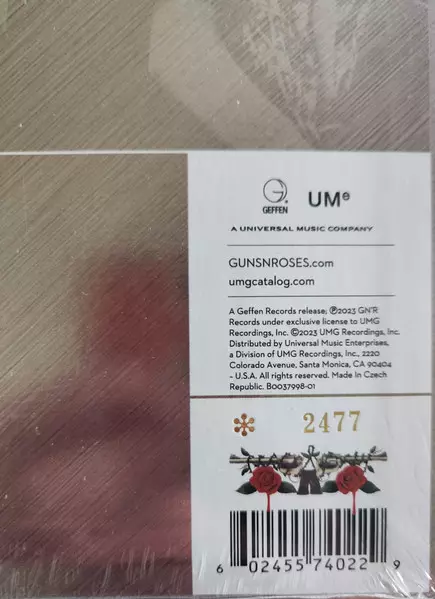 GEFFEN
UMe
A UNIVERSAL MUSIC COMPANY
GUNSNROSES.com
umgcatalog.com
A Geffen Records release; ℗2023 GN'R
Records under exclusive license to UMG
Recordings, Inc. ©2023 UMG Recordings, Inc.
Distributed by Universal Music Enterprises,
a Division of UMG Recordings, Inc., 2220
Colorado Avenue, Santa Monica, CA 90404
- U.S.A. All rights reserved. Made In Czech
Republic. B0037998-01
2477
6 02455 74022 9